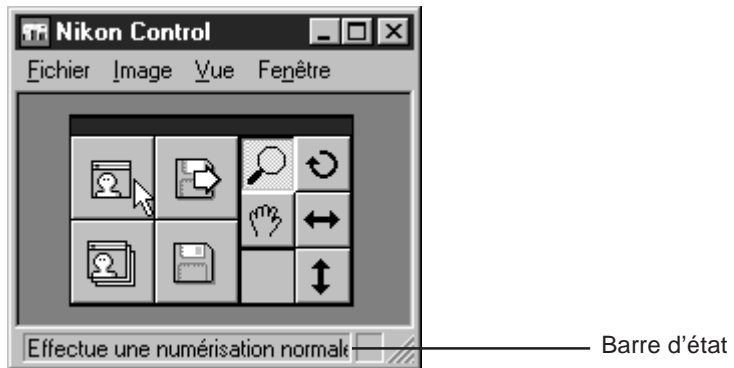 Nikon Control
Fichier Image Vue Fenêtre
Effectue une numérisation normale
Barre d'état